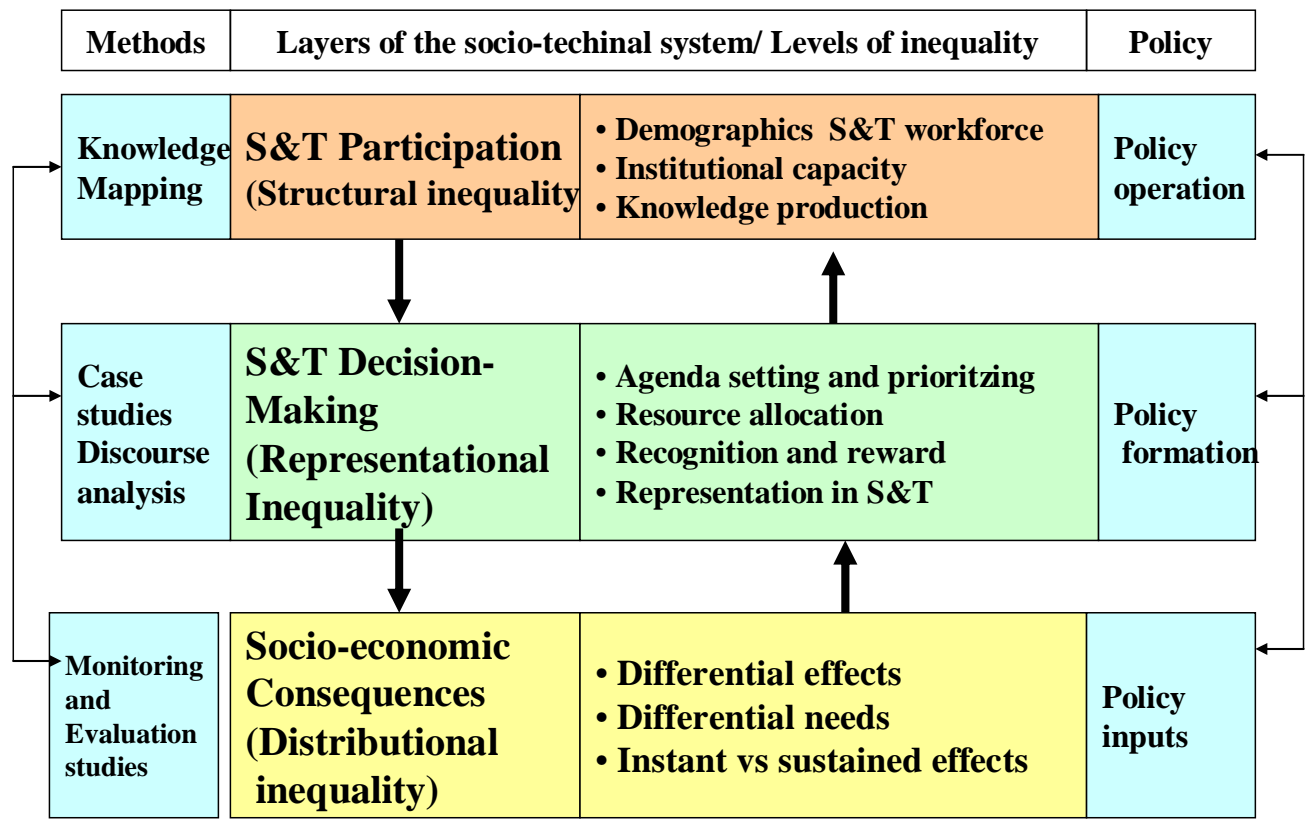 Methods
Layers of the socio-techinal system/ Levels of inequality
Policy
Knowledge
Mapping
S&T Participation
(Structural inequality
• Demographics S&T workforce
• Institutional capacity
• Knowledge production
Policy
operation
Case
studies
Discourse
analysis
S&T Decision-
Making
(Representational
Inequality)
• Agenda setting and prioritzing
• Resource allocation
• Recognition and reward
• Representation in S&T
Policy
formation
Monitoring
and
Evaluation
studies
Socio-economic
Consequences
(Distributional
inequality)
• Differential effects
• Differential needs
• Instant vs sustained effects
Policy
inputs